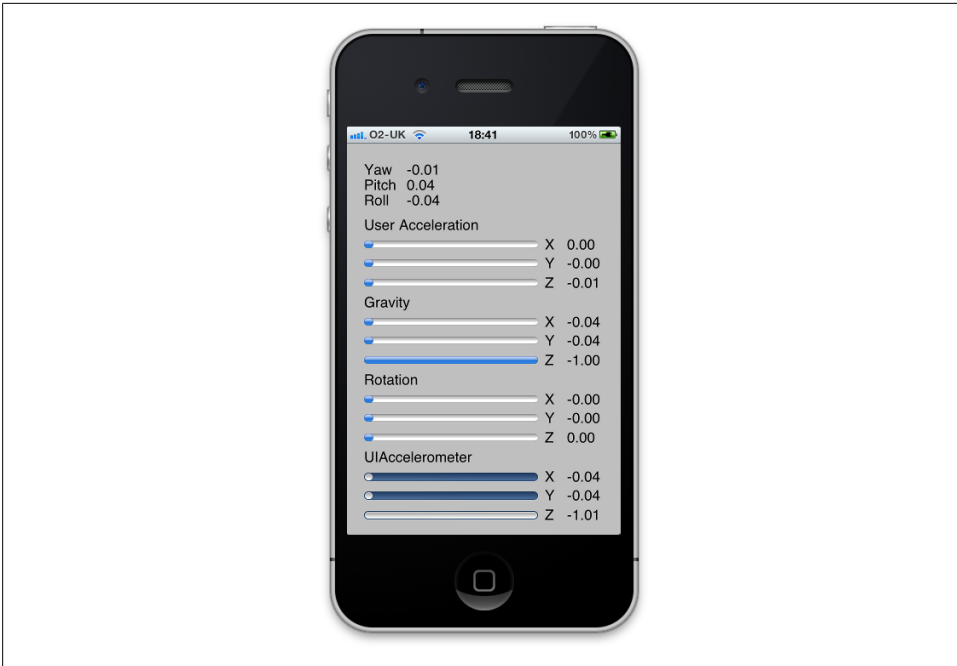 O2-UK 18:41 100%
Yaw -0.01
Pitch 0.04
Roll -0.04
User Acceleration
X 0.00
Y -0.00
Z -0.01
Gravity
X -0.04
Y -0.04
Z -1.00
Rotation
X -0.00
Y -0.00
Z 0.00
UIAccelerometer
X -0.04
Y -0.04
Z -1.01